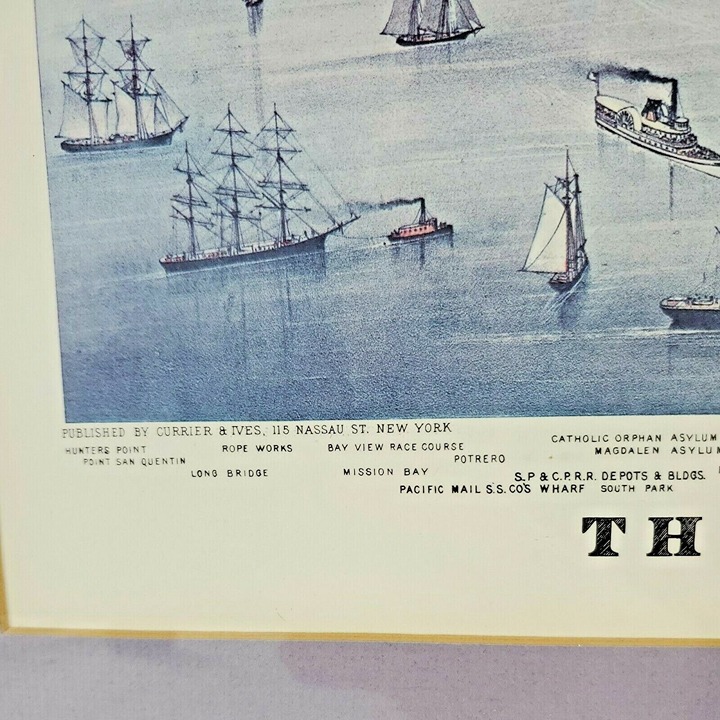 PUBLISHED BY CURRIER & IVES, 115 NASSAU ST. NEW YORK
HUNTERS POINT ROPE WORKS BAY VIEW RACE COURSE CATHOLIC ORPHAN ASYLUM
POINT SAN QUENTIN POTRERO MAGDALEN ASYLUM
LONG BRIDGE MISSION BAY S.P & C.P.R.R. DEPOTS & BLDGS.
PACIFIC MAIL S.S. CO'S WHARF SOUTH PARK
TH